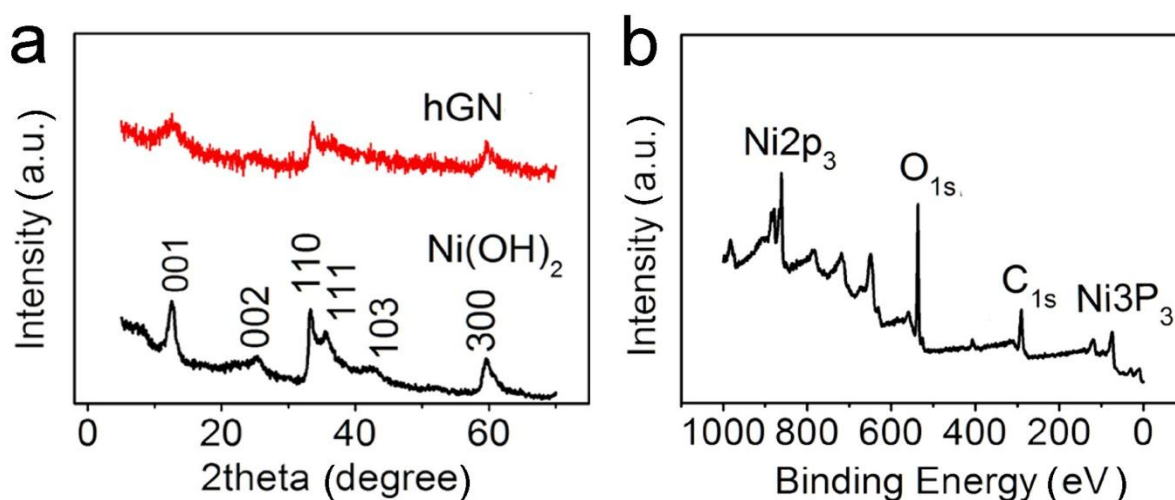 a
Intensity (a.u.)
hGN
Ni(OH)₂
001
002
110
111
103
300
0 20 40 60
2theta (degree)
b
Intensity (a.u.)
Ni2p₃
O₁ₛ
C₁ₛ
Ni3P₃
1000 800 600 400 200 0
Binding Energy (eV)